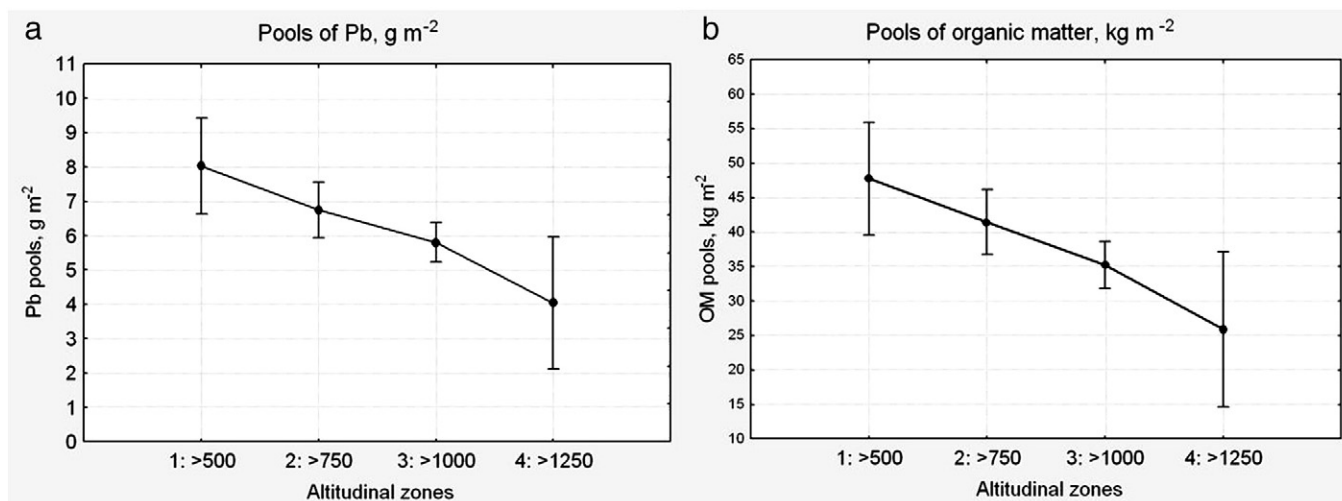 a
Pools of Pb, g m⁻²
Pb pools, g m⁻²
11
10
9
8
7
6
5
4
3
2
1
0
1: >500 2: >750 3: >1000 4: >1250
Altitudinal zones
b
Pools of organic matter, kg m⁻²
OM pools, kg m⁻²
65
60
55
50
45
40
35
30
25
20
15
10
1: >500 2: >750 3: >1000 4: >1250
Altitudinal zones